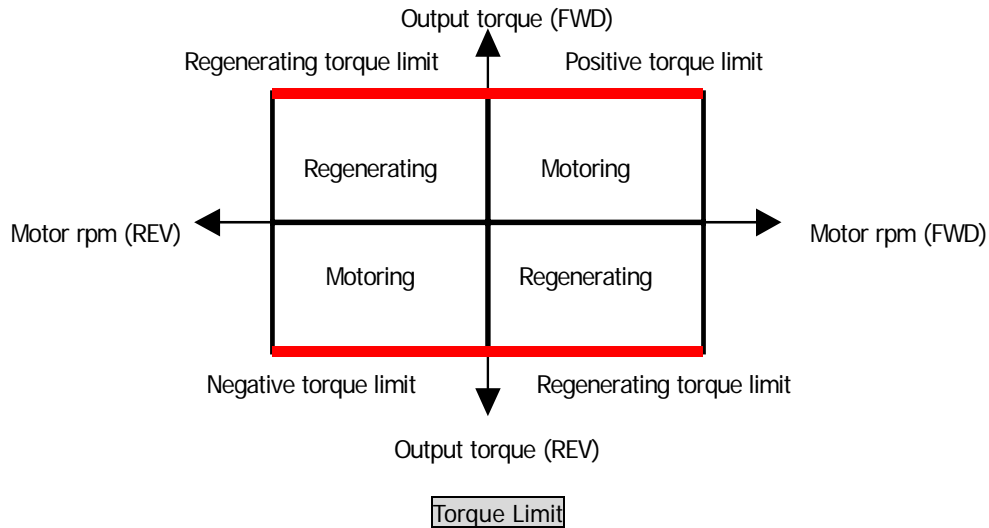 Output torque (FWD)
Regenerating torque limit
Positive torque limit
Regenerating
Motoring
Motor rpm (REV)
Motor rpm (FWD)
Motoring
Regenerating
Negative torque limit
Regenerating torque limit
Output torque (REV)
Torque Limit